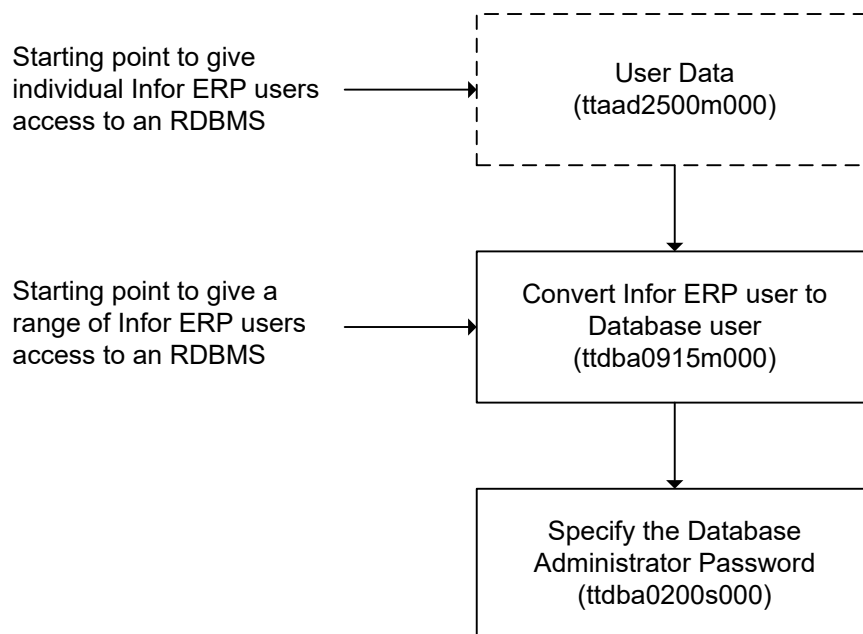 Starting point to give
individual Infor ERP users
access to an RDBMS
User Data
(ttaad2500m000)
Starting point to give a
range of Infor ERP users
access to an RDBMS
Convert Infor ERP user to
Database user
(ttdba0915m000)
Specify the Database
Administrator Password
(ttdba0200s000)